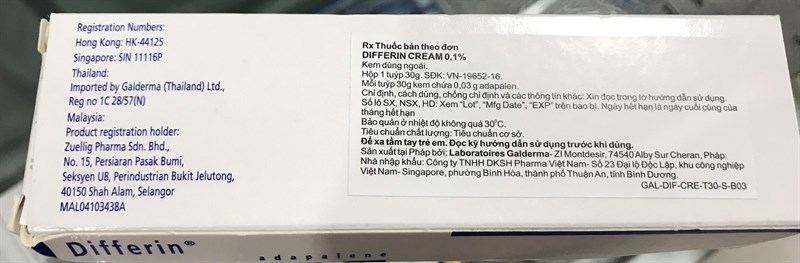 Registration Numbers:
Hong Kong: HK-44125
Singapore: SIN 11116P
Thailand:
Imported by Galderma (Thailand) Ltd.,
Reg no 1C 28/57(N)
Malaysia:
Product registration holder:
Zuellig Pharma Sdn. Bhd.,
No. 15, Persiaran Pasak Bumi,
Seksyen U8, Perindustrian Bukit Jelutong,
40150 Shah Alam, Selangor
MAL04103438A
Rx Thuốc bán theo đơn
DIFFERIN CREAM 0,1%
Kem dùng ngoài.
Hộp 1 tuýp 30g. SDK: VN-19652-16.
Mỗi tuýp 30g kem chứa 0,03 g adapalen.
Chỉ định, cách dùng, chống chỉ định và các thông tin khác: Xin đọc trong tờ hướng dẫn sử dụng.
Số lô SX, NSX, HD: Xem "Lot", "Mfg Date", "EXP" trên bao bì. Ngày hết hạn là ngày cuối cùng của
tháng hết hạn
Bảo quản ở nhiệt độ không quá 30°C.
Tiêu chuẩn chất lượng: Tiêu chuẩn cơ sở.
Để xa tầm tay trẻ em. Đọc kỹ hướng dẫn sử dụng trước khi dùng.
Sản xuất tại Pháp bởi: Laboratoires Galderma- ZI Montdesir, 74540 Alby Sur Cheran, Pháp.
Nhà nhập khẩu: Công ty TNHH DKSH Pharma Việt Nam- Số 23 Đại lộ Độc Lập, khu công nghiệp
Việt Nam- Singapore, phường Bình Hòa, thành phố Thuận An, tỉnh Bình Dương.
GAL-DIF-CRE-T30-S-B03
Differin®
adapalene